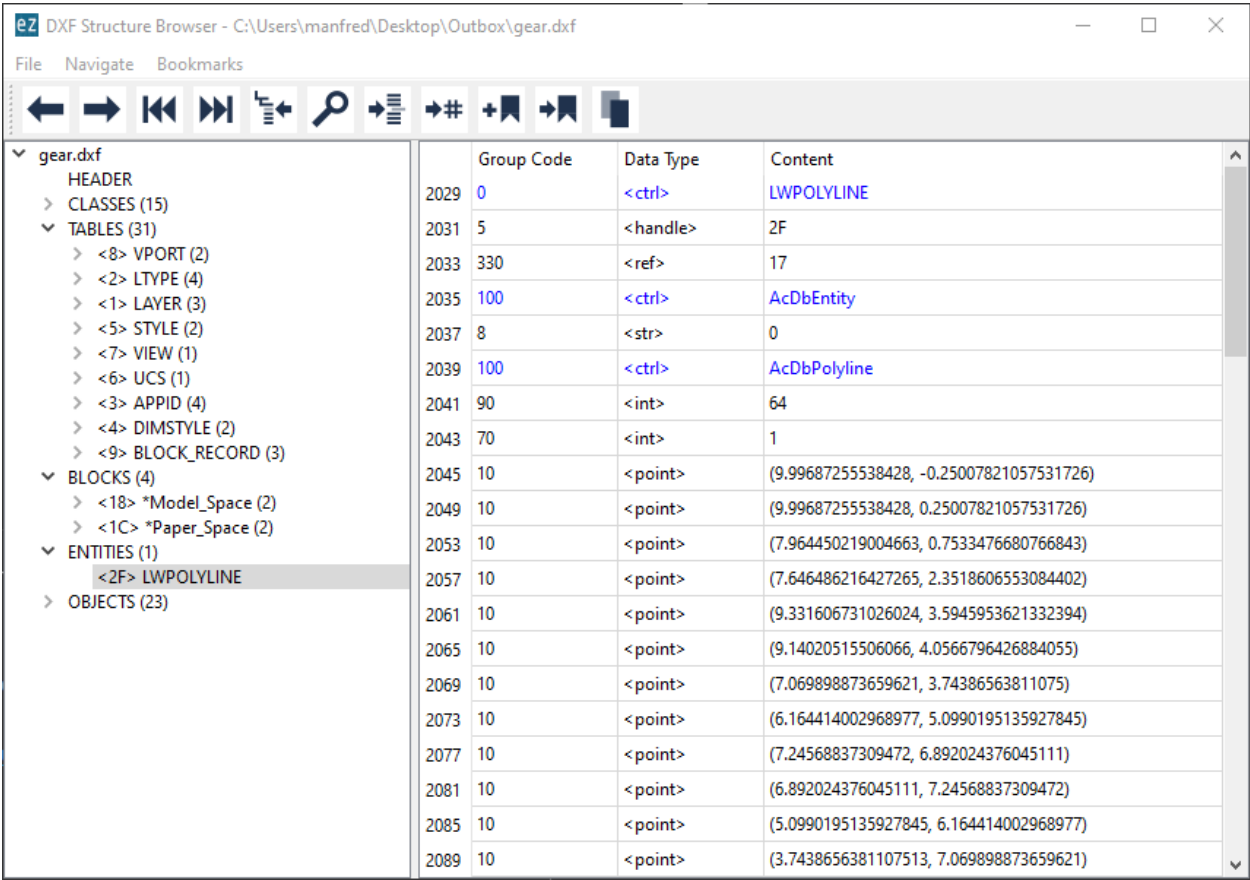 ez DXF Structure Browser - C:\Users\manfred\Desktop\Outbox\gear.dxf
File Navigate Bookmarks
gear.dxf
HEADER
CLASSES (15)
TABLES (31)
<8> VPORT (2)
<2> LTYPE (4)
<1> LAYER (3)
<5> STYLE (2)
<7> VIEW (1)
<6> UCS (1)
<3> APPID (4)
<4> DIMSTYLE (2)
<9> BLOCK_RECORD (3)
BLOCKS (4)
<18> *Model_Space (2)
<1C> *Paper_Space (2)
ENTITIES (1)
<2F> LWPOLYLINE
OBJECTS (23)
Group Code Data Type Content
2029 0 <ctrl> LWPOLYLINE
2031 5 <handle> 2F
2033 330 <ref> 17
2035 100 <ctrl> AcDbEntity
2037 8 <str> 0
2039 100 <ctrl> AcDbPolyline
2041 90 <int> 64
2043 70 <int> 1
2045 10 <point> (9.99687255538428, -0.25007821057531726)
2049 10 <point> (9.99687255538428, 0.25007821057531726)
2053 10 <point> (7.964450219004663, 0.7533476680766843)
2057 10 <point> (7.646486216427265, 2.3518606553084402)
2061 10 <point> (9.331606731026024, 3.5945953621332394)
2065 10 <point> (9.14020515506066, 4.0566796426884055)
2069 10 <point> (7.069898873659621, 3.74386563811075)
2073 10 <point> (6.164414002968977, 5.0990195135927845)
2077 10 <point> (7.24568837309472, 6.892024376045111)
2081 10 <point> (6.892024376045111, 7.24568837309472)
2085 10 <point> (5.0990195135927845, 6.164414002968977)
2089 10 <point> (3.7438656381107513, 7.069898873659621)